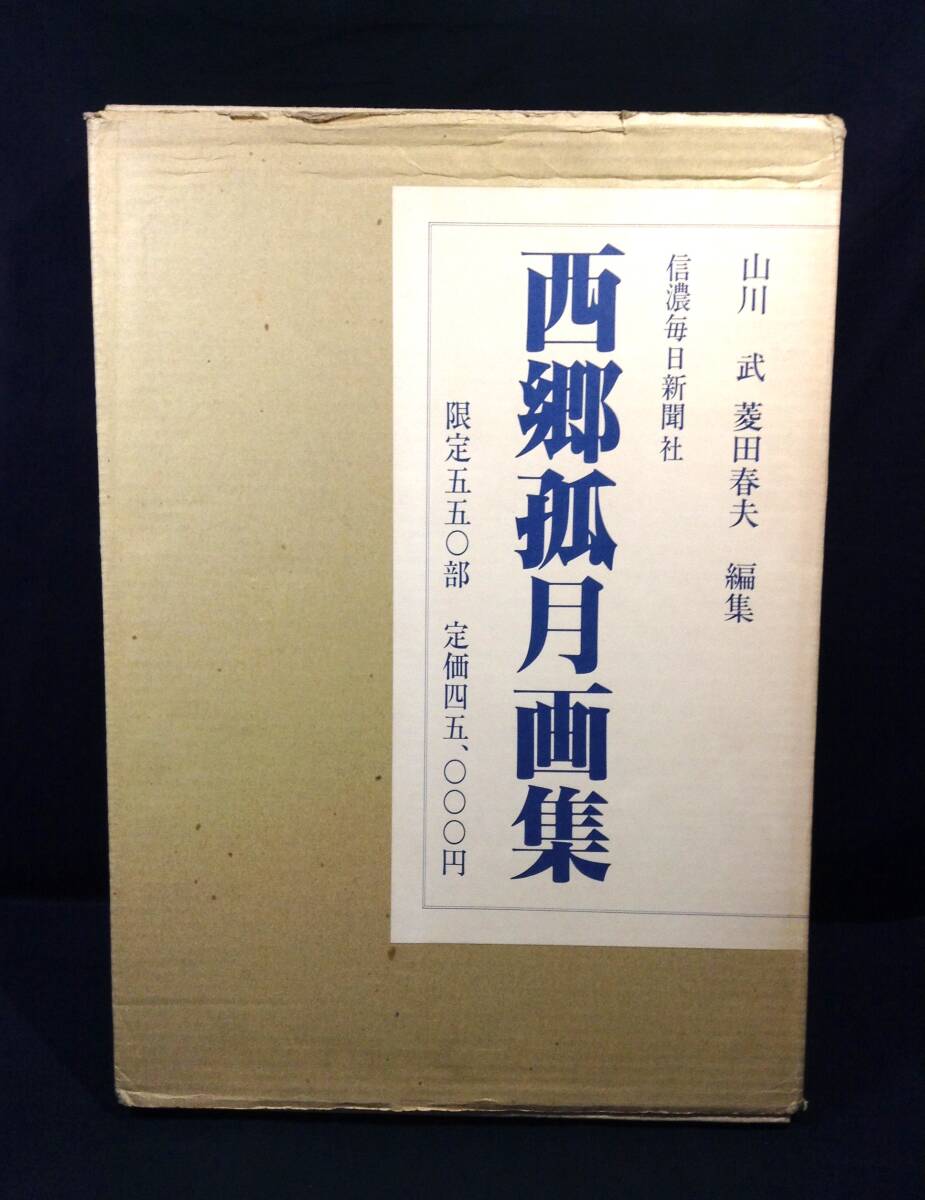 山川 武 菱田春夫 編集
信濃毎日新聞社
西郷孤月画集
限定五五〇部 定価四五、〇〇〇円